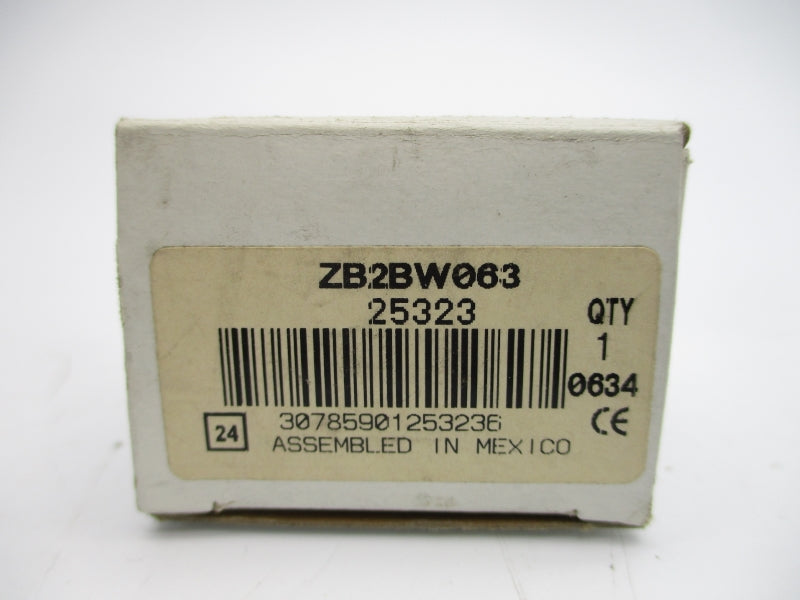 ZB2BW063
25323
QTY
1
0634
30785901253236
24
CE
ASSEMBLED IN MEXICO